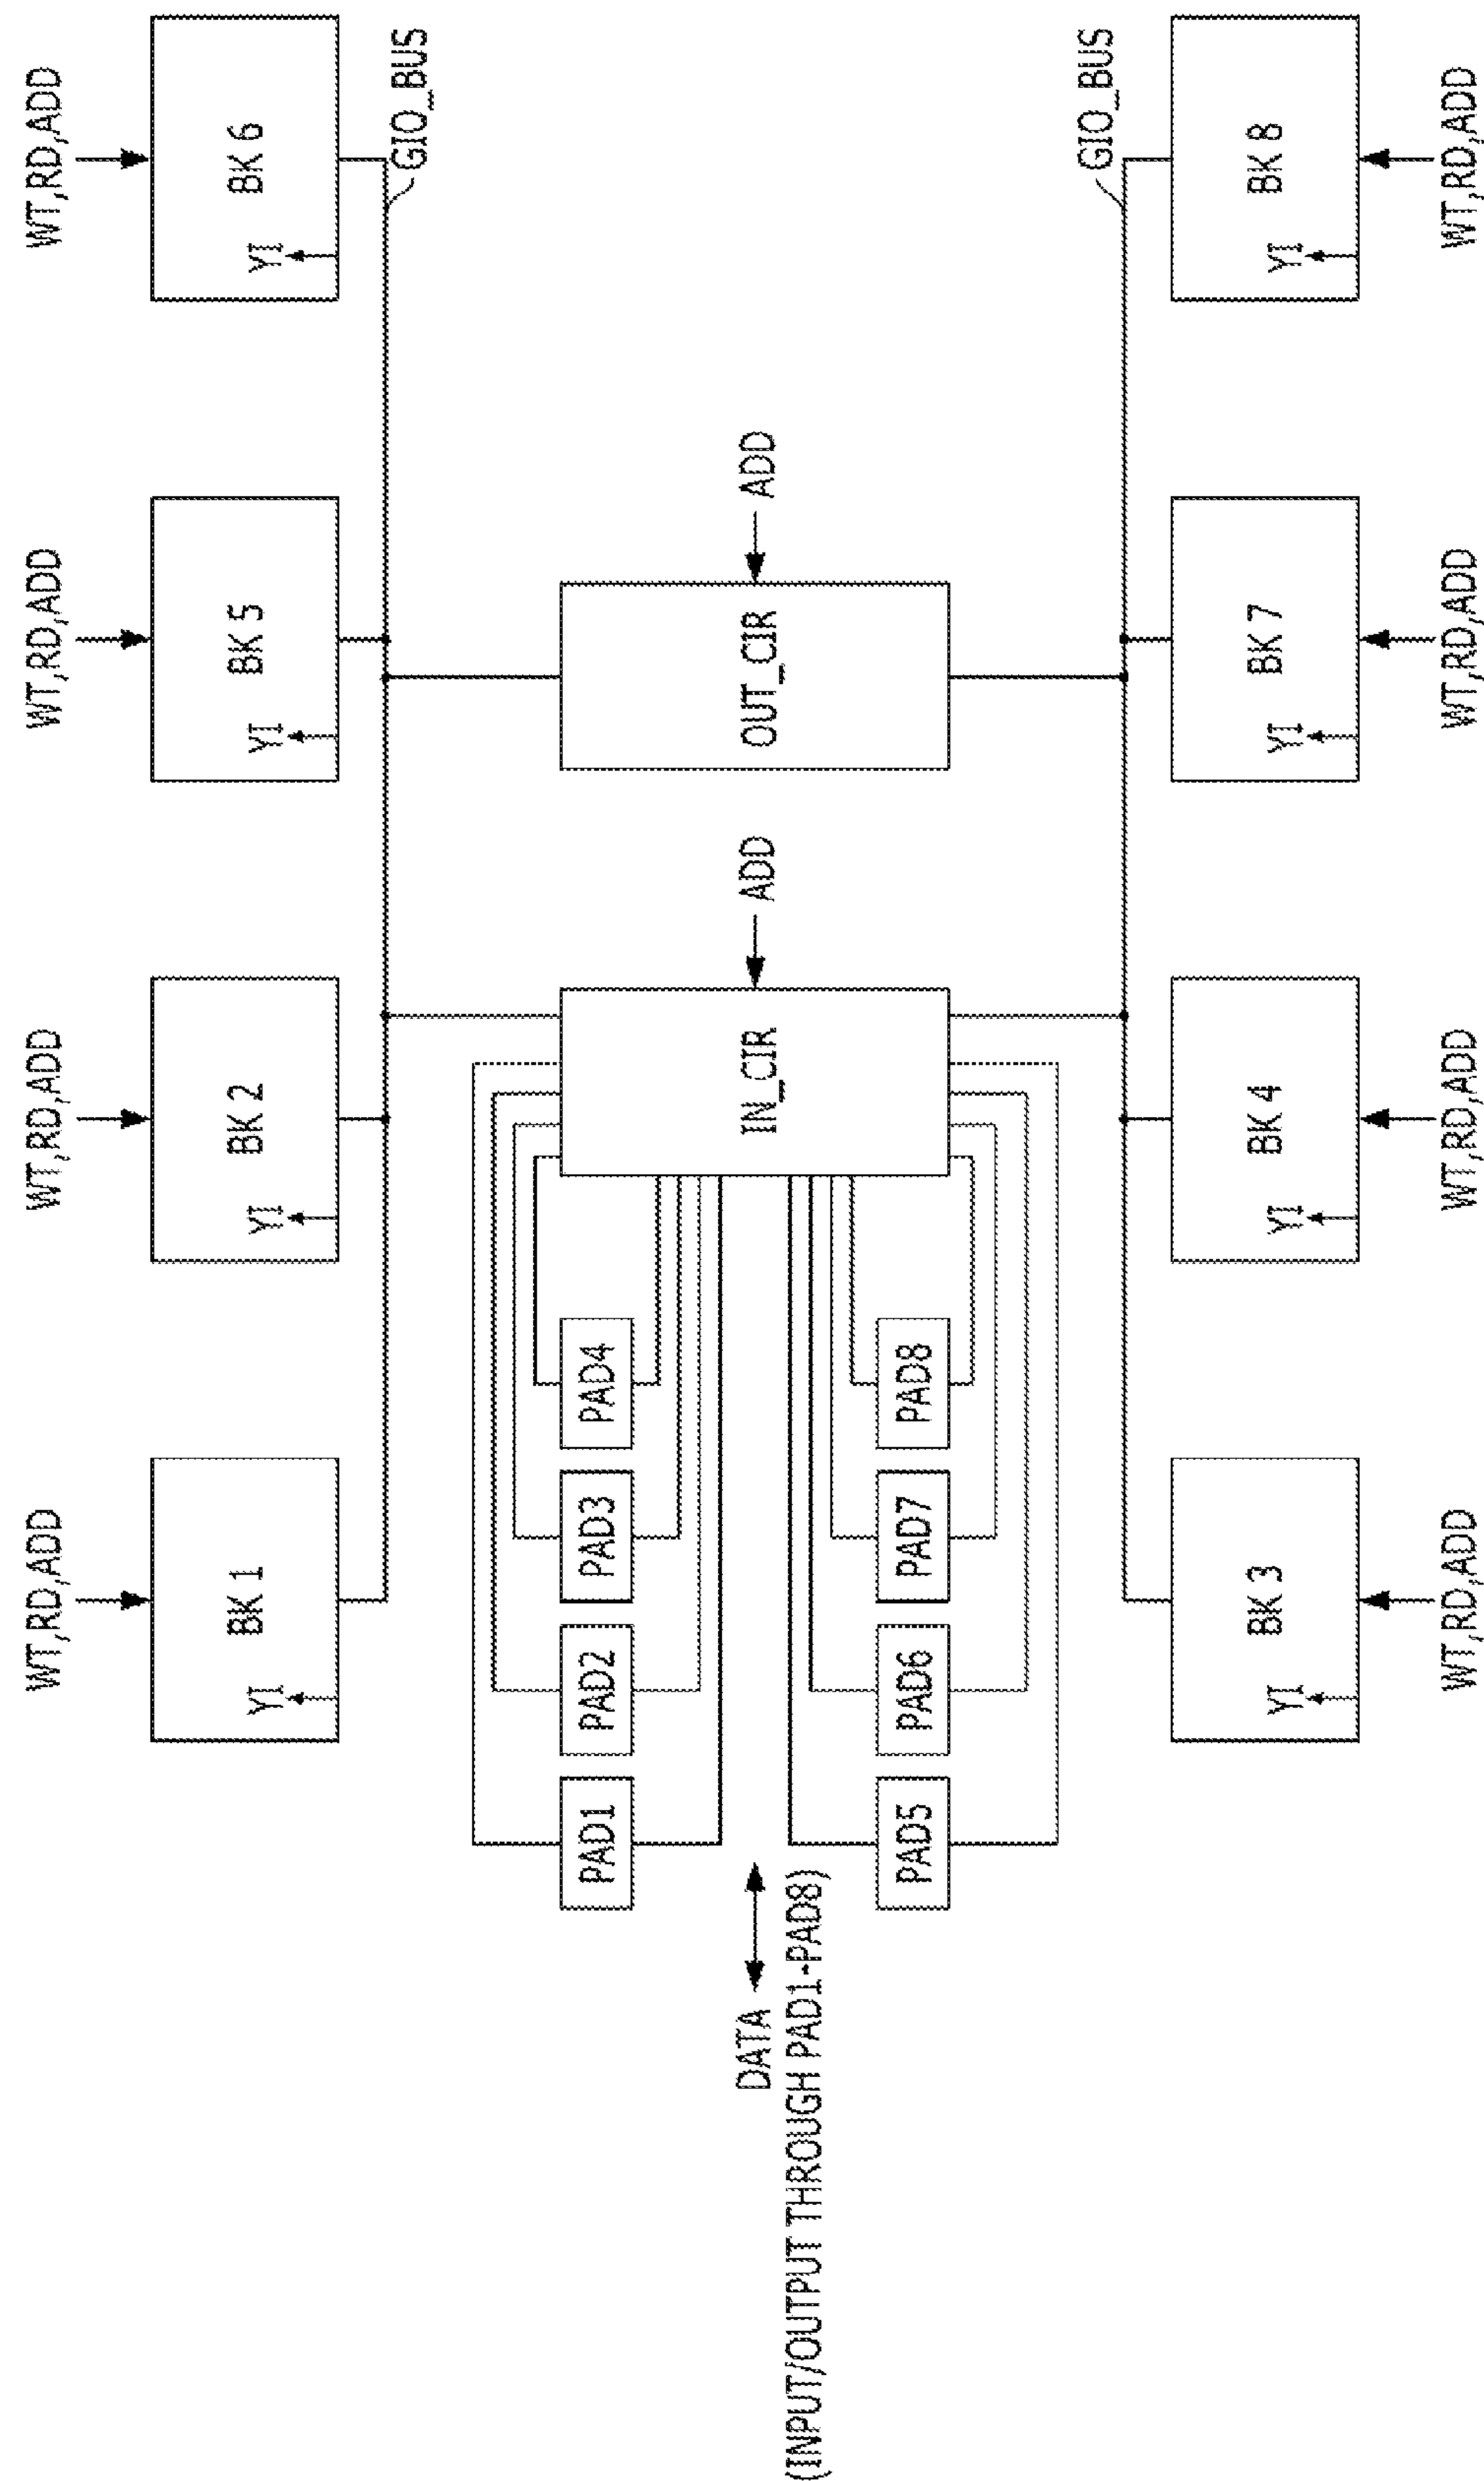 WT,RD,ADD
WT,RD,ADD
WT,RD,ADD
WT,RD,ADD
BK 1
YI
BK 2
YI
BK 5
YI
BK 6
YI
GIO_BUS
PAD1
PAD2
PAD3
PAD4
DATA
(INPUT/OUTPUT THROUGH PAD1-PAD8)
IN_CIR
ADD
OUT_CIR
ADD
PAD5
PAD6
PAD7
PAD8
GIO_BUS
BK 3
YI
BK 4
YI
BK 7
YI
BK 8
YI
WT,RD,ADD
WT,RD,ADD
WT,RD,ADD
WT,RD,ADD